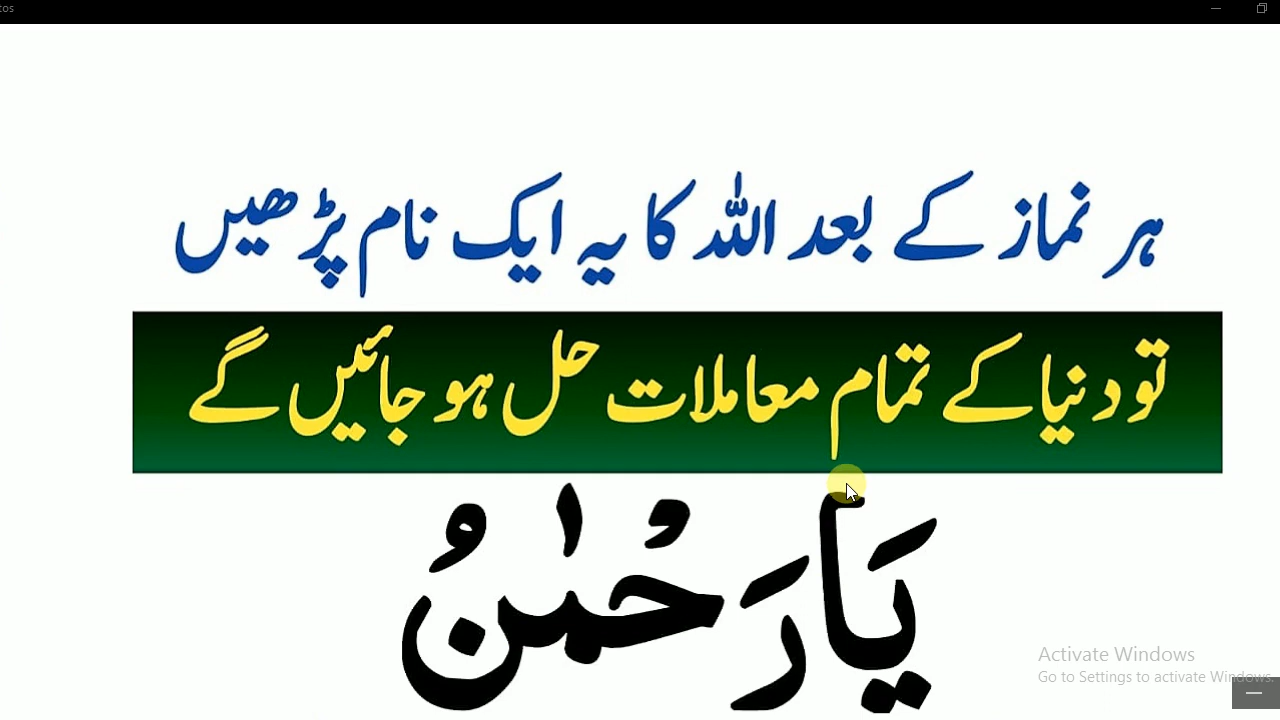 tos
ہر نماز کے بعد اللہ کا یہ ایک نام پڑھیں
تو دنیا کے تمام معاملات حل ہو جائیں گے
یَا رَحْمٰنُ
Activate Windows
Go to Settings to activate Windows.